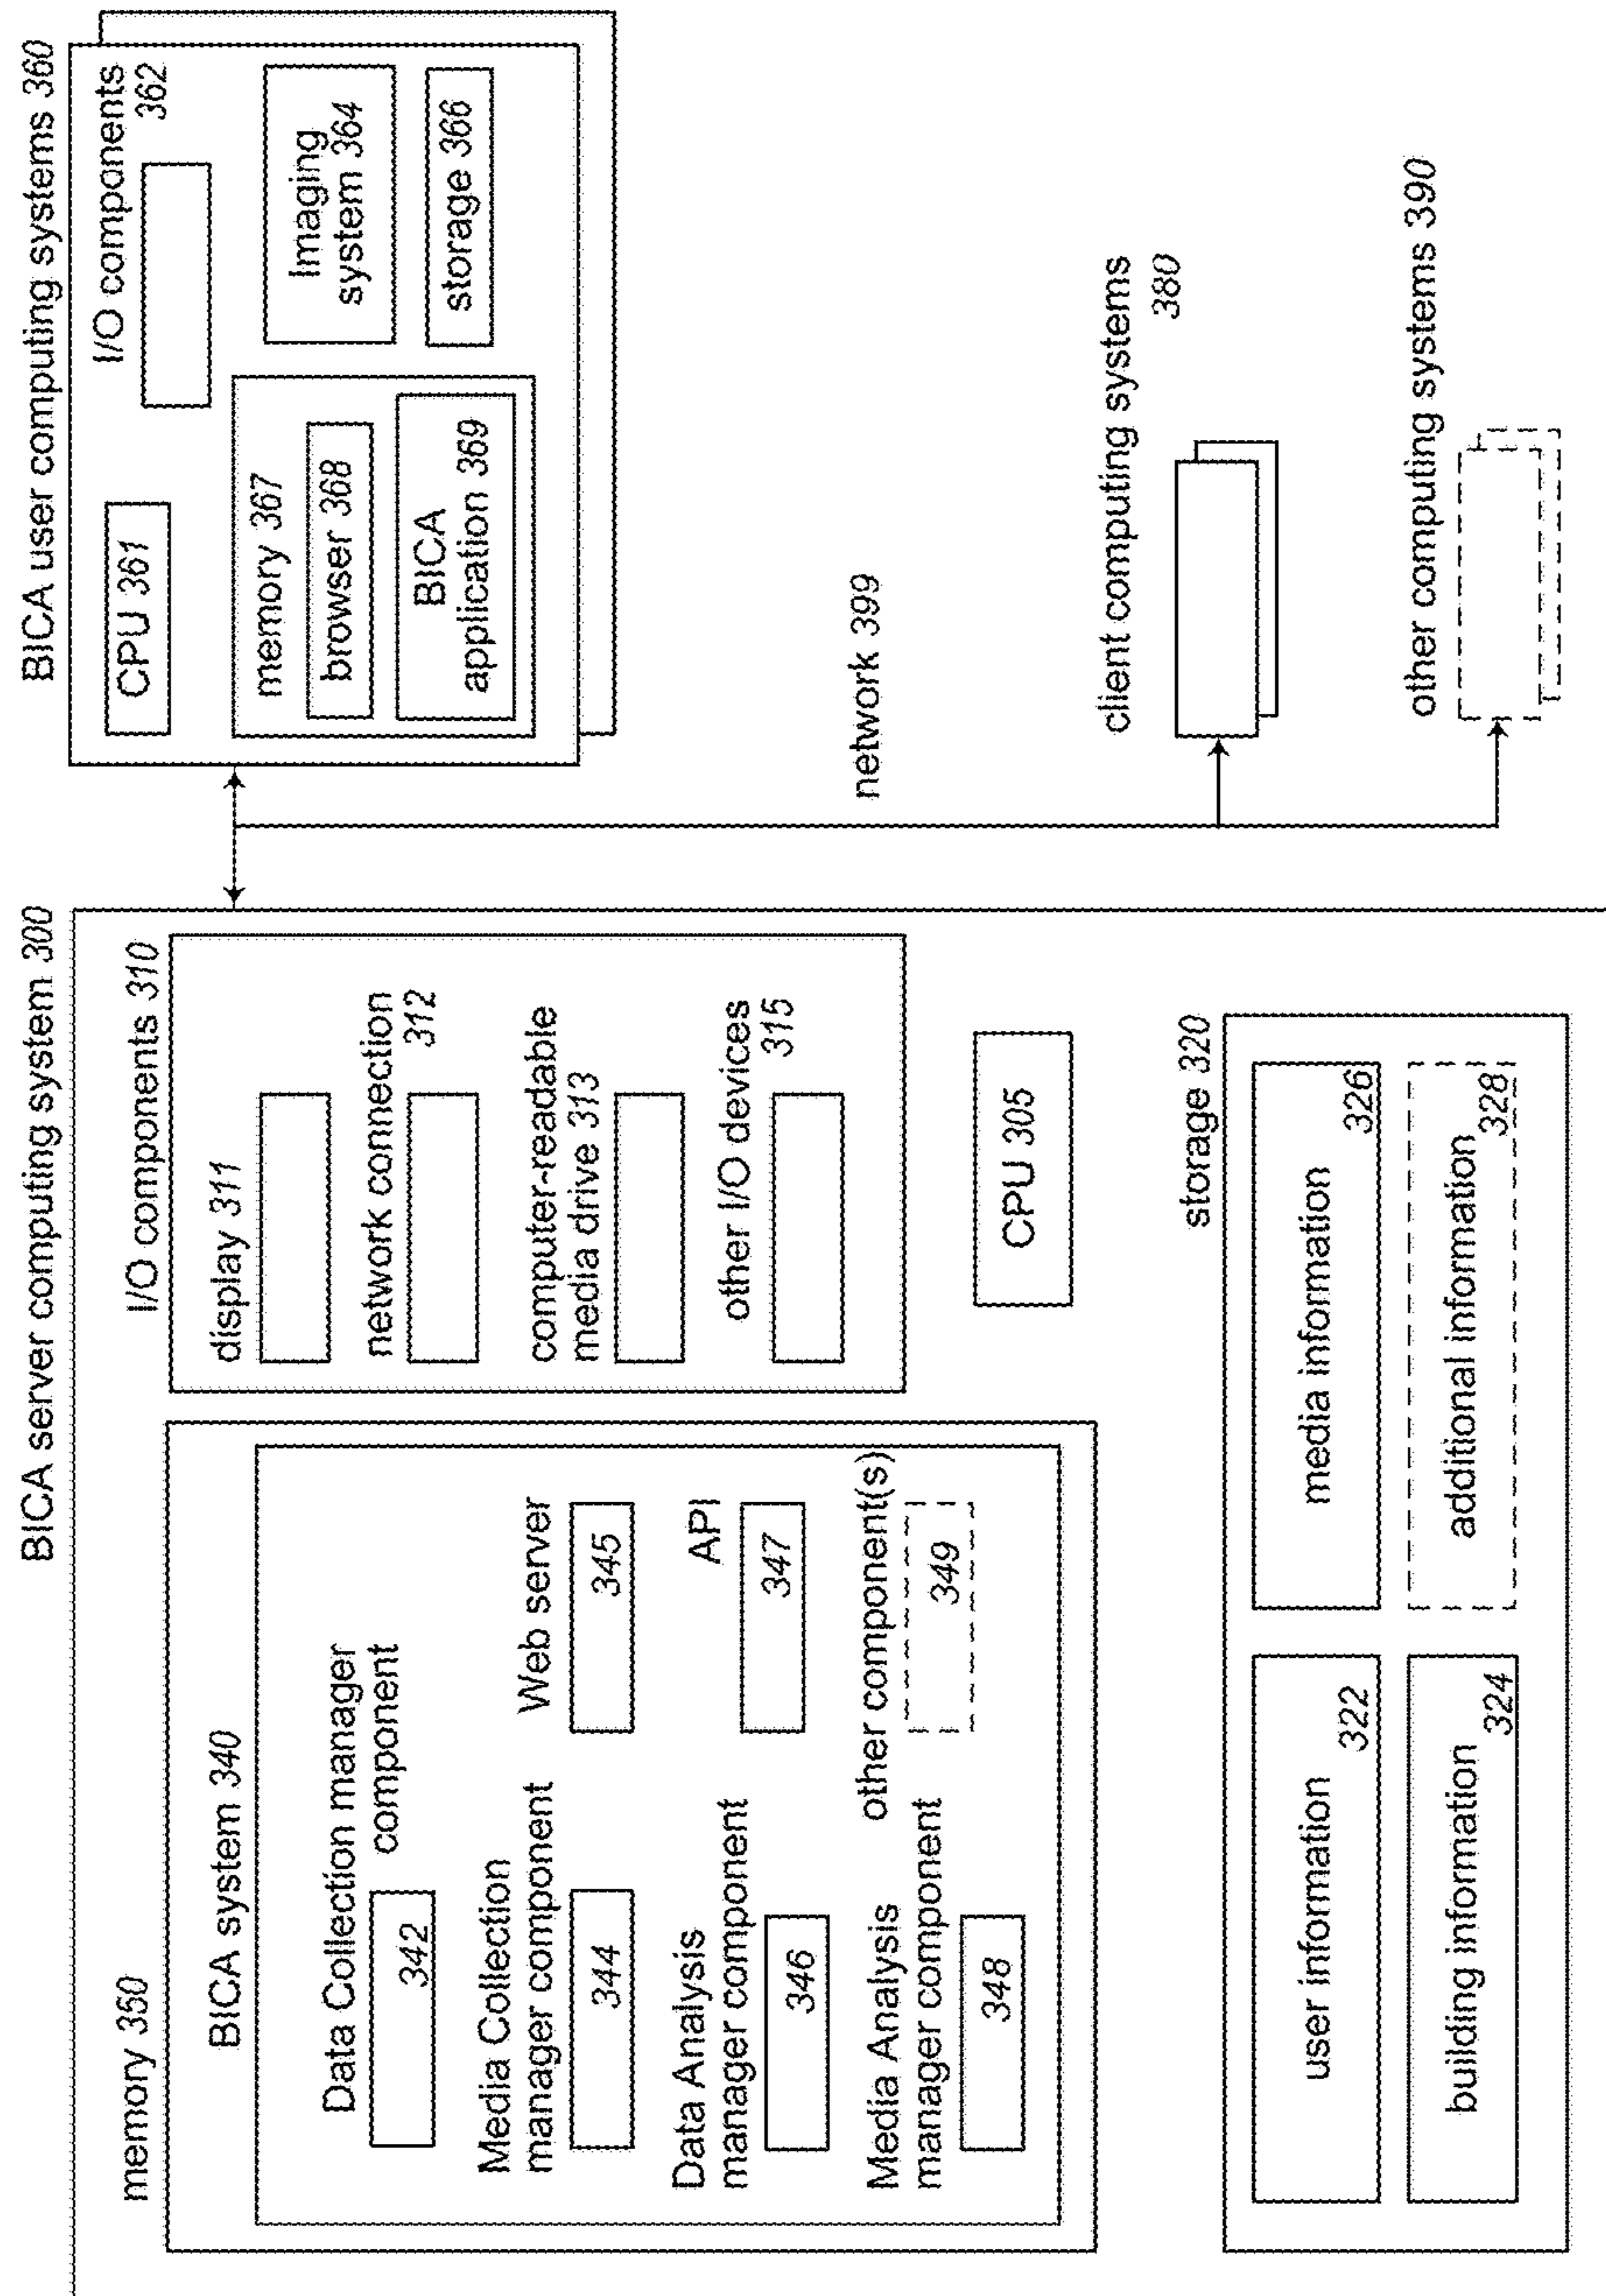 BICA server computing system 300
memory 350
BICA system 340
Data Collection manager
component
342
Media Collection
manager component
344
Web server
345
Data Analysis
manager component
346
API
347
Media Analysis
manager component
348
other component(s)
349
I/O components 310
display 311
network connection
312
computer-readable
media drive 313
other I/O devices
315
CPU 305
storage 320
user information
322
media information
326
building information
324
additional information
328
BICA user computing systems 360
CPU 361
I/O components
362
memory 367
browser 368
BICA
application 369
Imaging
system 364
storage 366
network 399
client computing systems
380
other computing systems 390